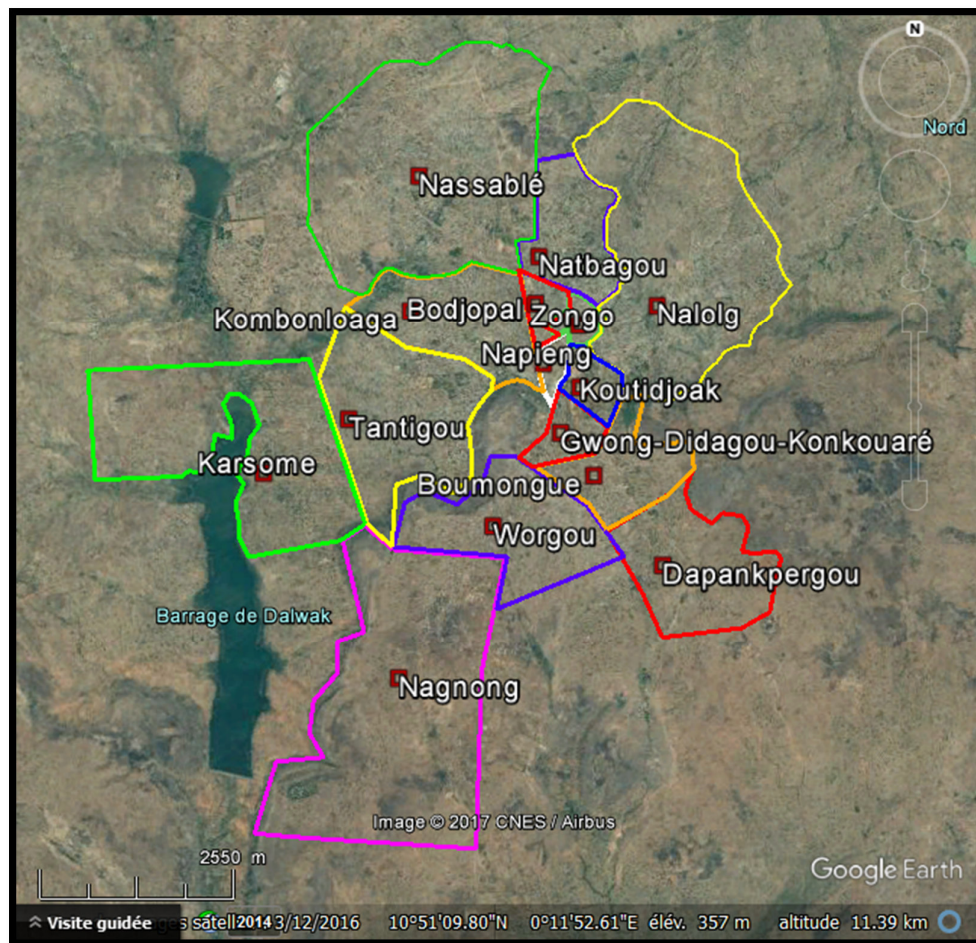 N
Nord
Nassablé
Natbagou
Kombonloaga
Bodjopal
Zongo
Nalolg
Napieng
Koutidjoak
Tantigou
Gwong-Didagou-Konkouaré
Karsome
Boumongue
Worgou
Dapankpergou
Barrage de Dalwak
Nagnong
Image © 2017 CNES / Airbus
2550 m
Google Earth
Visite guidée
2014
3/12/2016 10°51'09.80"N 0°11'52.61"E élév. 357 m altitude 11.39 km